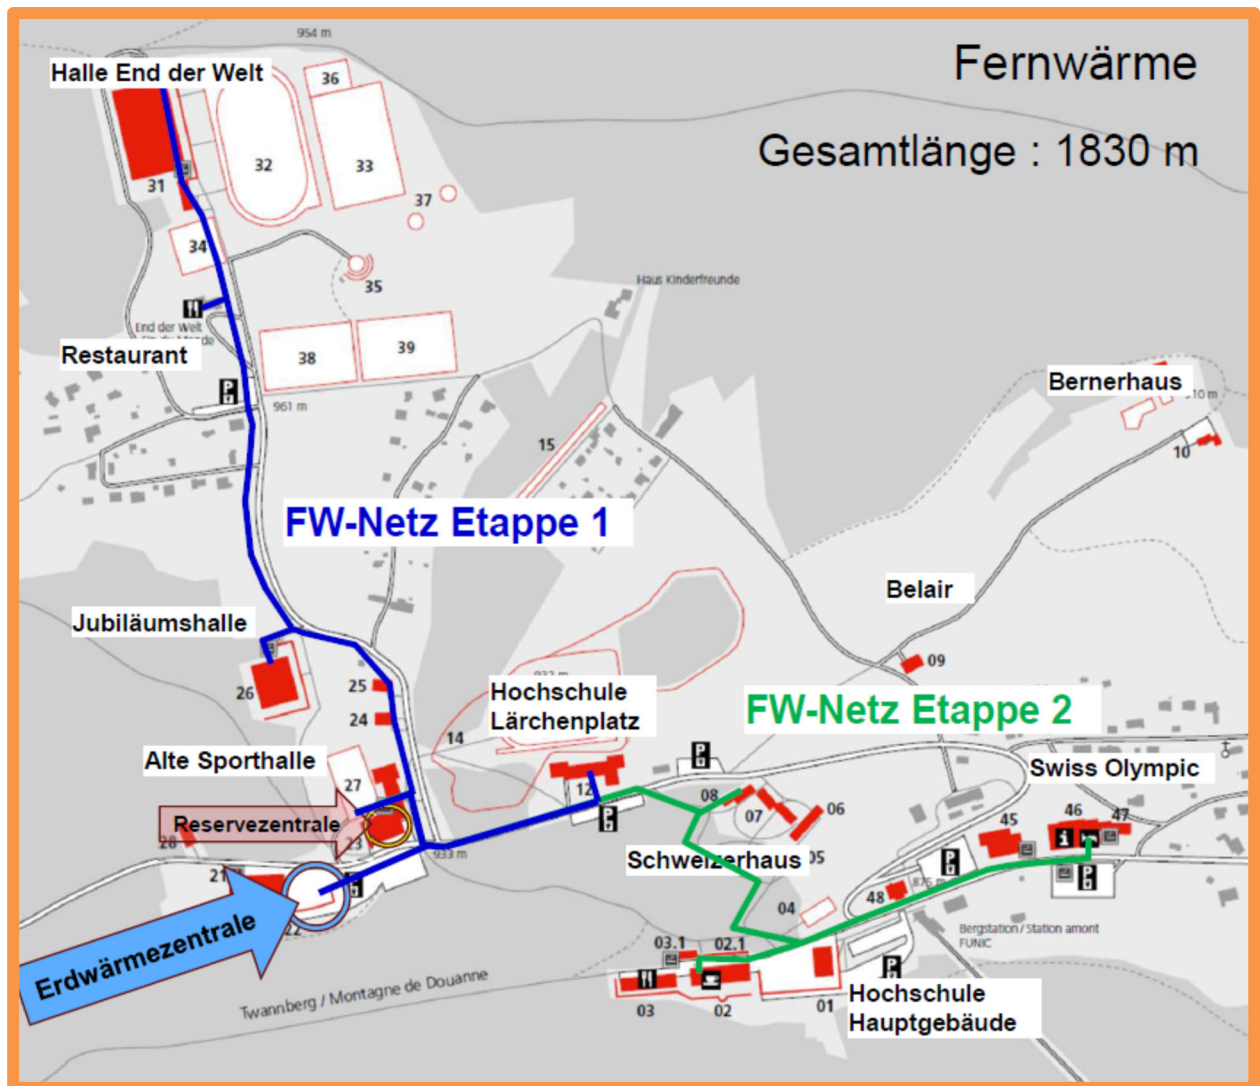 954 m
Fernwärme
Gesamtlänge : 1830 m
Halle End der Welt
36
31
32
33
37
34
35
Haus Kinderfreunde
End der Welt
Restaurant
38
39
P
961 m
Bernerhaus
10
15
FW-Netz Etappe 1
Belair
09
Jubiläumshalle
26
25
24
Hochschule
Lärchenplatz
14
FW-Netz Etappe 2
Alte Sporthalle
27
12
P
P
08
07
06
05
Swiss Olympic
46
47
45
i
P
P
Reservezentrale
28
23
933 m
Schweizerhaus
04
48
875 m
21
22
Erdwärmezentrale
03.1
02.1
Bergstation / Station amont
FUNIC
P
03
02
01
Hochschule
Hauptgebäude
Twannberg / Montagne de Douanne